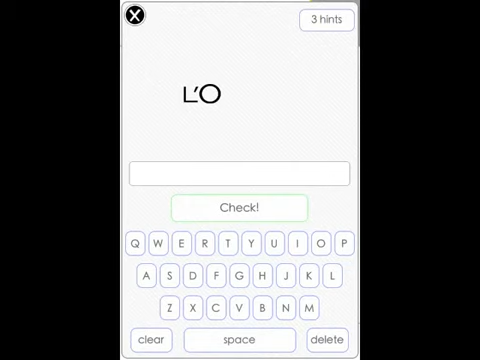 X
3 hints
L'O
Check!
Q W E R T Y U I O P
A S D F G H J K L
Z X C V B N M
clear space delete